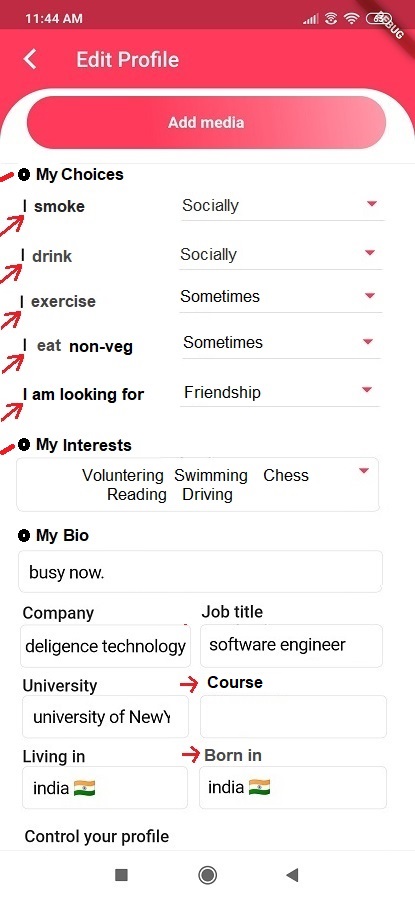 11:44 AM
DEBUG
Edit Profile
Add media
My Choices
I smoke Socially
I drink Socially
I exercise Sometimes
I eat non-veg Sometimes
I am looking for Friendship
My Interests
Voluntering Swimming Chess
Reading Driving
My Bio
busy now.
Company Job title
deligence technology software engineer
University Course
university of NewY
Living in Born in
india 🇮🇳 india 🇮🇳
Control your profile